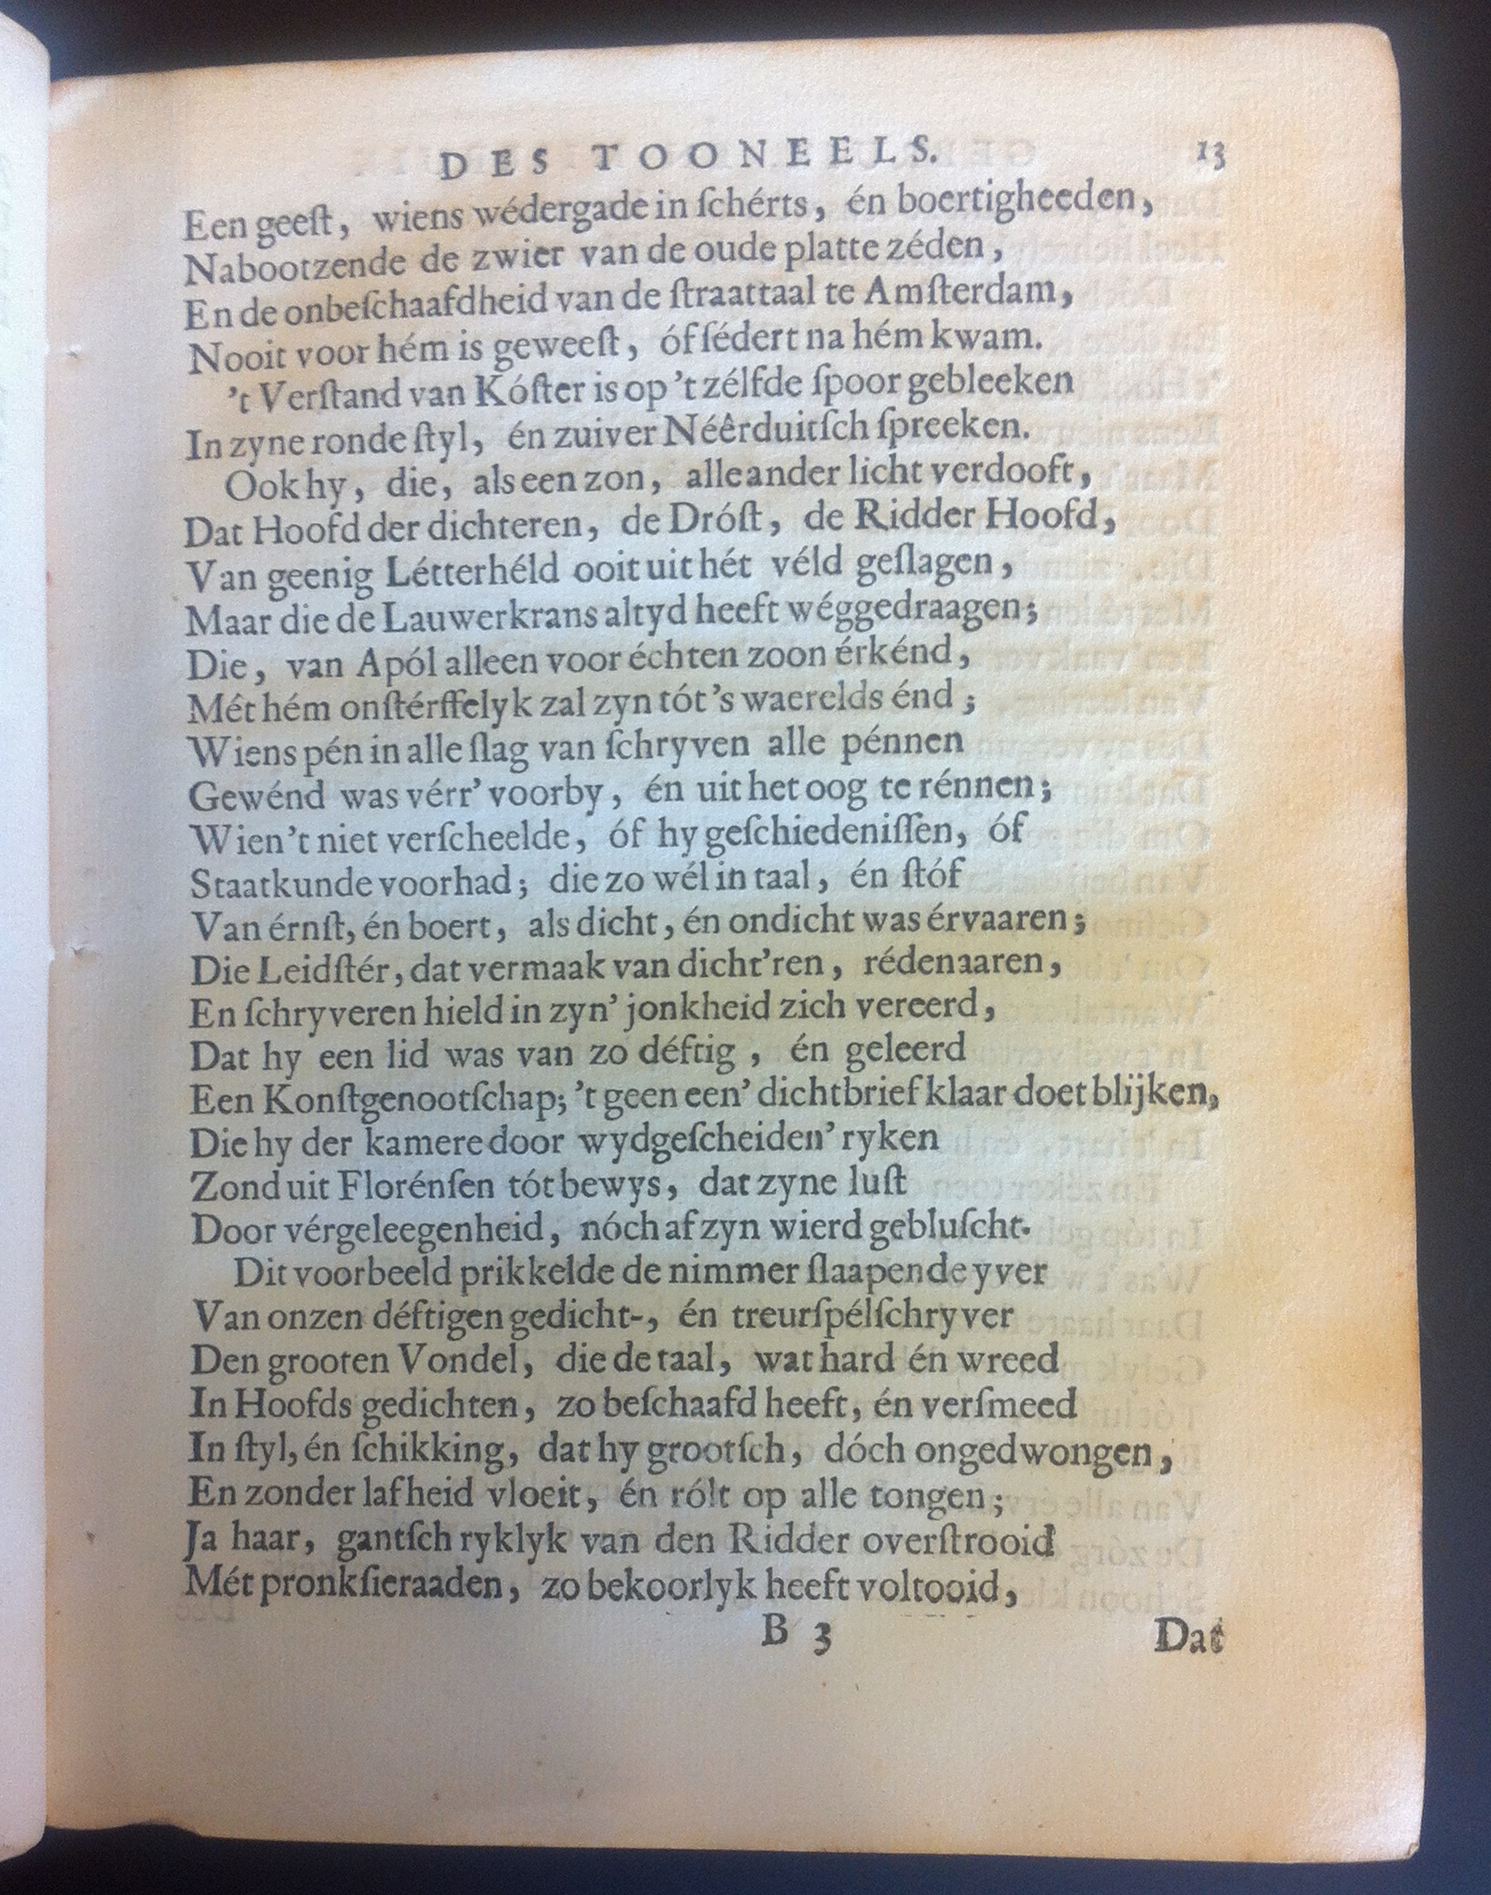 DES TOONEELS. 13
Een geeſt, wiens wédergade in ſchérts, én boertigheeden,
Nabootzende de zwier van de oude platte zéden,
En de onbeſchaafdheid van de ſtraattaal te Amſterdam,
Nooit voor hém is geweeſt, óf ſédert na hém kwam.
't Verſtand van Kóſter is op 't zélfde ſpoor gebleeken
In zyne ronde ſtyl, én zuiver Néêrduitſch ſpreeken.
Ook hy, die, als een zon, alle ander licht verdooft,
Dat Hoofd der dichteren, de Dróſt, de Ridder Hoofd,
Van geenig Létterhéld ooit uit hét véld geſlagen,
Maar die de Lauwerkrans altyd heeft wéggedraagen;
Die, van Apól alleen voor échten zoon érkénd,
Mét hém onſtérffelyk zal zyn tót 's waerelds énd;
Wiens pén in alle ſlag van ſchryven alle pénnen
Gewénd was vérr' voorby, én uit het oog te rénnen;
Wien 't niet verſcheelde, óf hy geſchiedeniſſen, óf
Staatkunde voorhad; die zo wél in taal, én ſtóf
Van érnſt, én boert, als dicht, én ondicht was érvaaren;
Die Leidſtér, dat vermaak van dicht'ren, rédenaaren,
En ſchryveren hield in zyn' jonkheid zich vereerd,
Dat hy een lid was van zo déftig, én geleerd
Een Konſtgenootſchap; 't geen een' dichtbrief klaar doet blijken,
Die hy der kamere door wydgeſcheiden' ryken
Zond uit Florénſen tót bewys, dat zyne luſt
Door vérgeleegenheid, nóch af zyn wierd gebluſcht.
Dit voorbeeld prikkelde de nimmer ſlaapende yver
Van onzen déftigen gedicht-, én treurſpélſchryver
Den grooten Vondel, die de taal, wat hard én wreed
In Hoofds gedichten, zo beſchaafd heeft, én verſmeed
In ſtyl, én ſchikking, dat hy grootſch, dóch ongedwongen,
En zonder lafheid vloeit, én rólt op alle tongen;
Ja haar, gantſch ryklyk van den Ridder overſtrooid
Mét pronkſieraaden, zo bekoorlyk heeft voltooid,
B 3 Dat